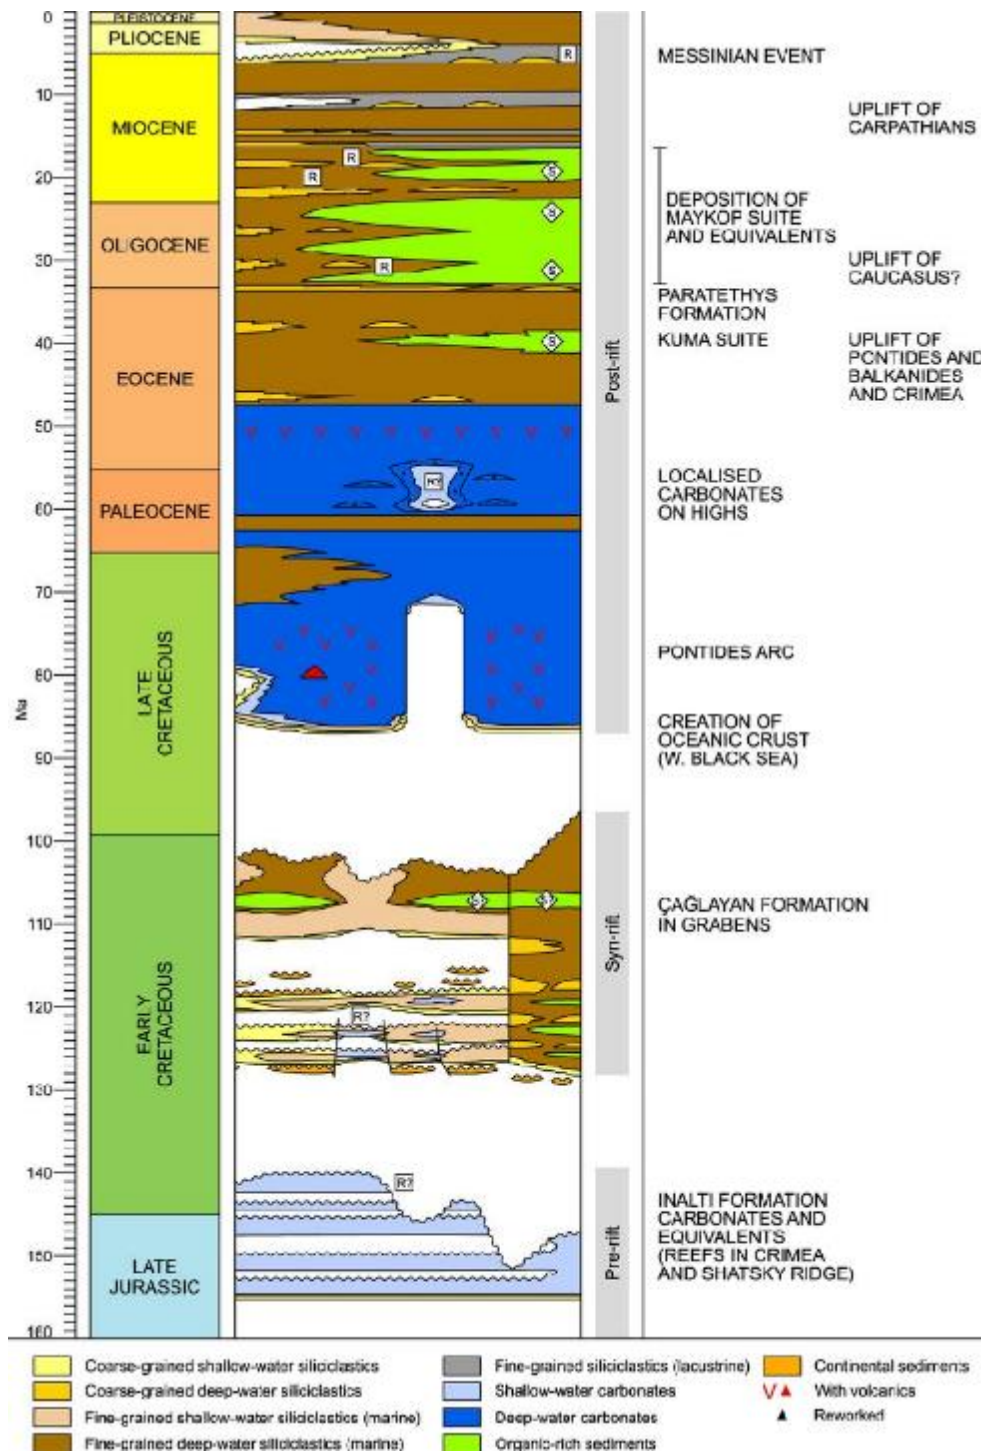 0
PLEISTOCENE
PLIOCENE
10
MIOCENE
20
OLIGOCENE
30
40
EOCENE
50
PALEOCENE
60
70
LATE
CRETACEOUS
80
Ma
90
100
110
EARLY
CRETACEOUS
120
130
140
LATE
JURASSIC
150
160
R
R
R
R
S
S
S
S
R?
S?
S?
R?
R?
Post-rift
Syn-rift
Pre-rift
MESSINIAN EVENT
UPLIFT OF
CARPATHIANS
DEPOSITION OF
MAYKOP SUITE
AND EQUIVALENTS
UPLIFT OF
CAUCASUS?
PARATETHYS
FORMATION
KUMA SUITE
UPLIFT OF
PONTIDES AND
BALKANIDES
AND CRIMEA
LOCALISED
CARBONATES
ON HIGHS
PONTIDES ARC
CREATION OF
OCEANIC CRUST
(W. BLACK SEA)
ÇAĞLAYAN FORMATION
IN GRABENS
INALTI FORMATION
CARBONATES AND
EQUIVALENTS
(REEFS IN CRIMEA
AND SHATSKY RIDGE)
Coarse-grained shallow-water siliciclastics
Coarse-grained deep-water siliciclastics
Fine-grained shallow-water siliciclastics (marine)
Fine-grained deep-water siliciclastics (marine)
Fine-grained siliciclastics (lacustrine)
Shallow-water carbonates
Deep-water carbonates
Organic-rich sediments
Continental sediments
With volcanics
Reworked